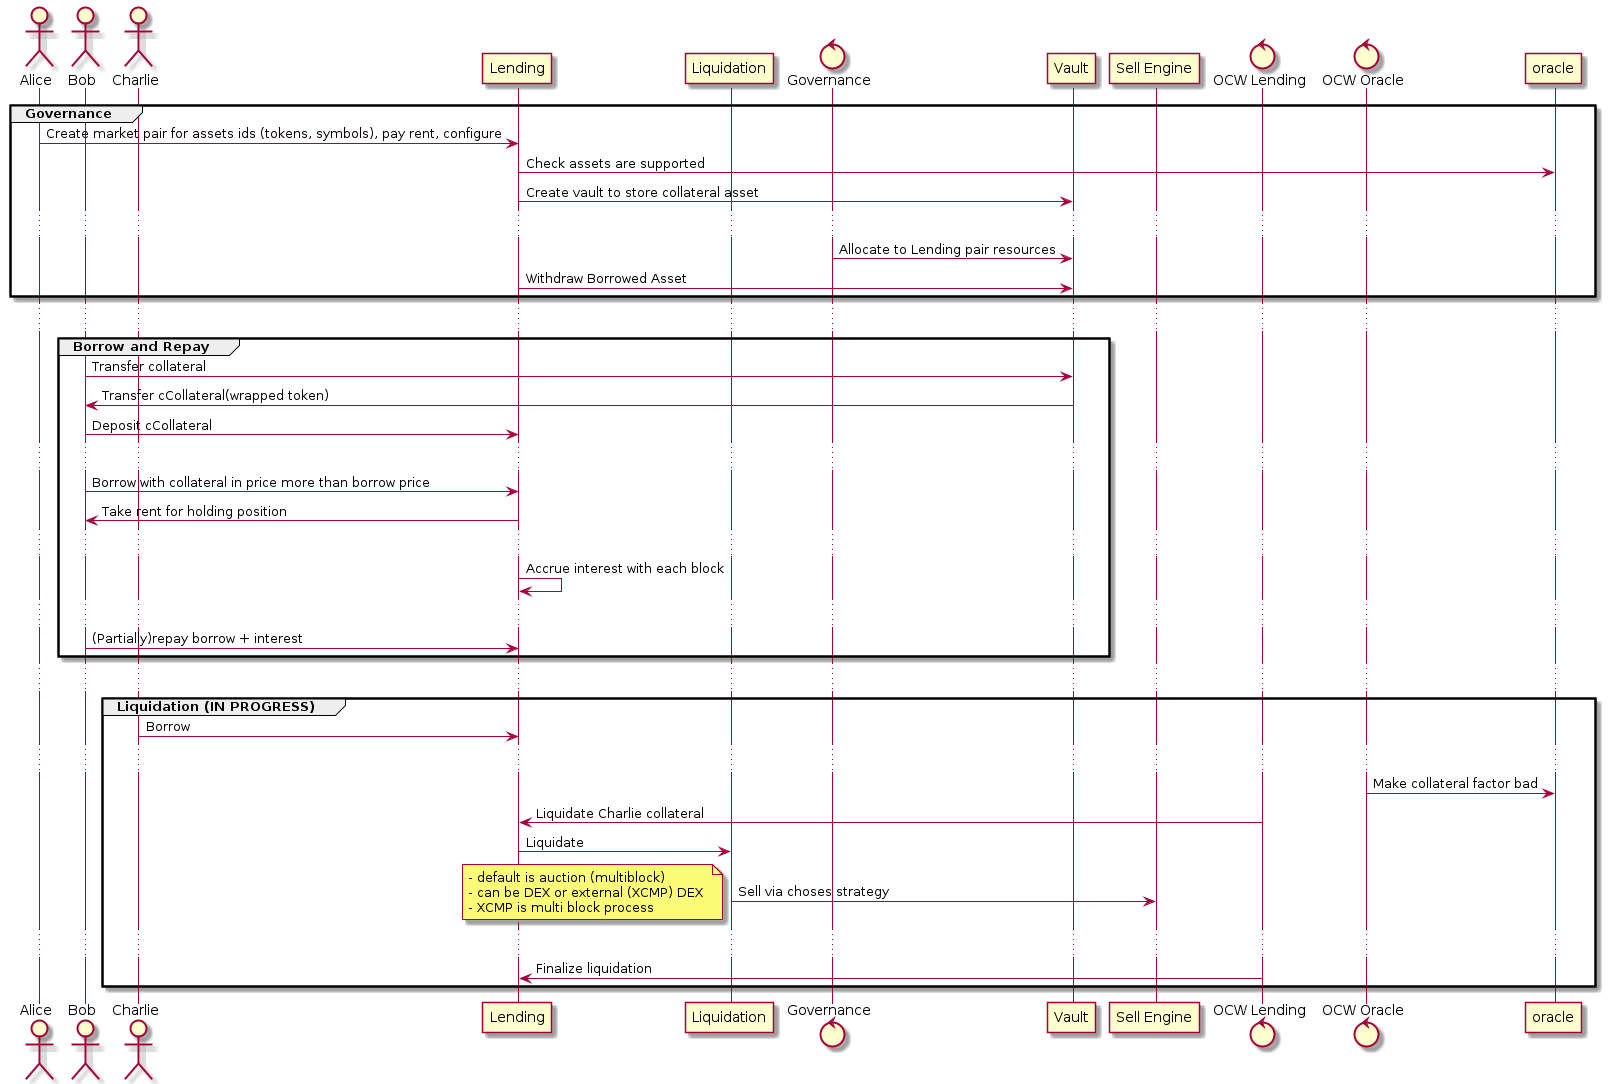 Alice
Bob
Charlie
Lending
Liquidation
Governance
Vault
Sell Engine
OCW Lending
OCW Oracle
oracle
Governance
Create market pair for assets ids (tokens, symbols), pay rent, configure
Check assets are supported
Create vault to store collateral asset
Allocate to Lending pair resources
Withdraw Borrowed Asset
Borrow and Repay
Transfer collateral
Transfer cCollateral(wrapped token)
Deposit cCollateral
Borrow with collateral in price more than borrow price
Take rent for holding position
Accrue interest with each block
(Partially)repay borrow + interest
Liquidation (IN PROGRESS)
Borrow
Make collateral factor bad
Liquidate Charlie collateral
Liquidate
- default is auction (multiblock)
- can be DEX or external (XCMP) DEX
- XCMP is multi block process
Sell via choses strategy
Finalize liquidation
Alice
Bob
Charlie
Lending
Liquidation
Governance
Vault
Sell Engine
OCW Lending
OCW Oracle
oracle